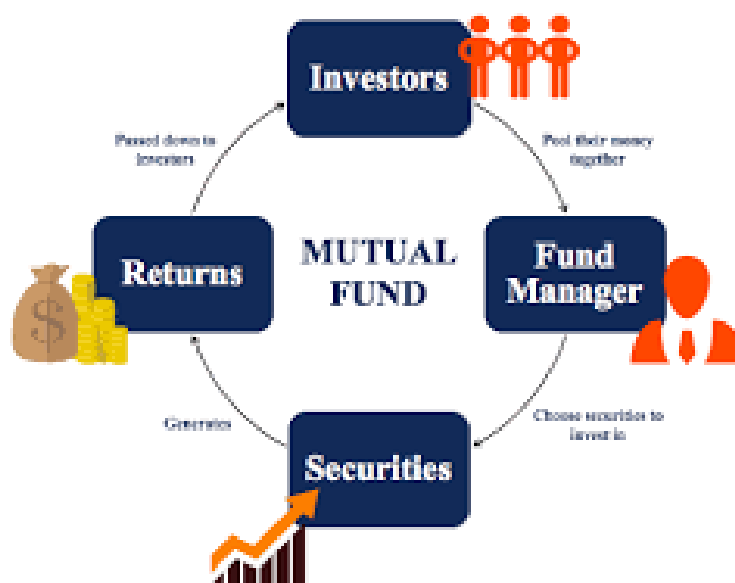 Investors
Pool their money
together
Fund
Manager
Choose securities to
invest in
Securities
Generates
Returns
$
Passed down to
investors
MUTUAL
FUND